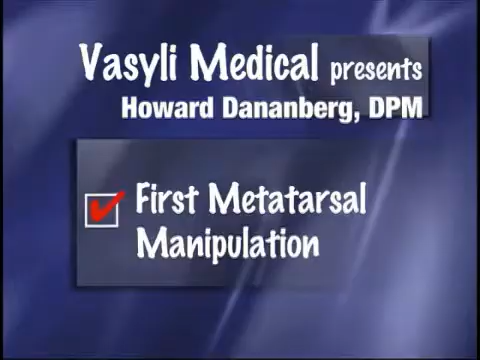 Vasyli Medical presents
Howard Dananberg, DPM
First Metatarsal
Manipulation